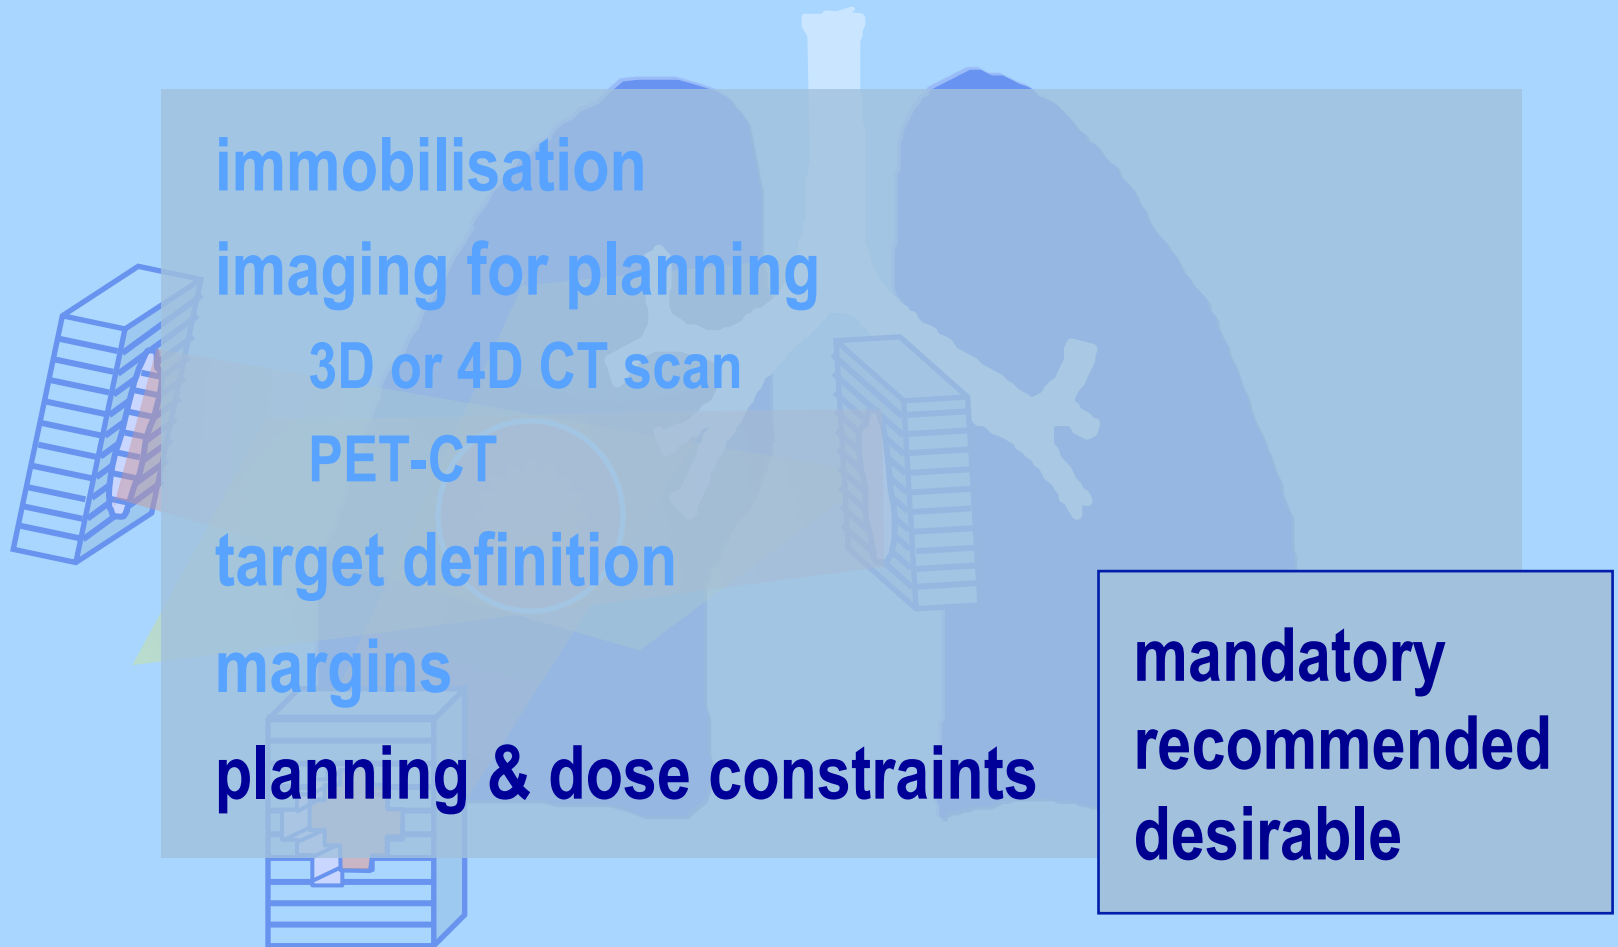 immobilisation
imaging for planning
3D or 4D CT scan
PET-CT
target definition
margins
planning & dose constraints
mandatory
recommended
desirable